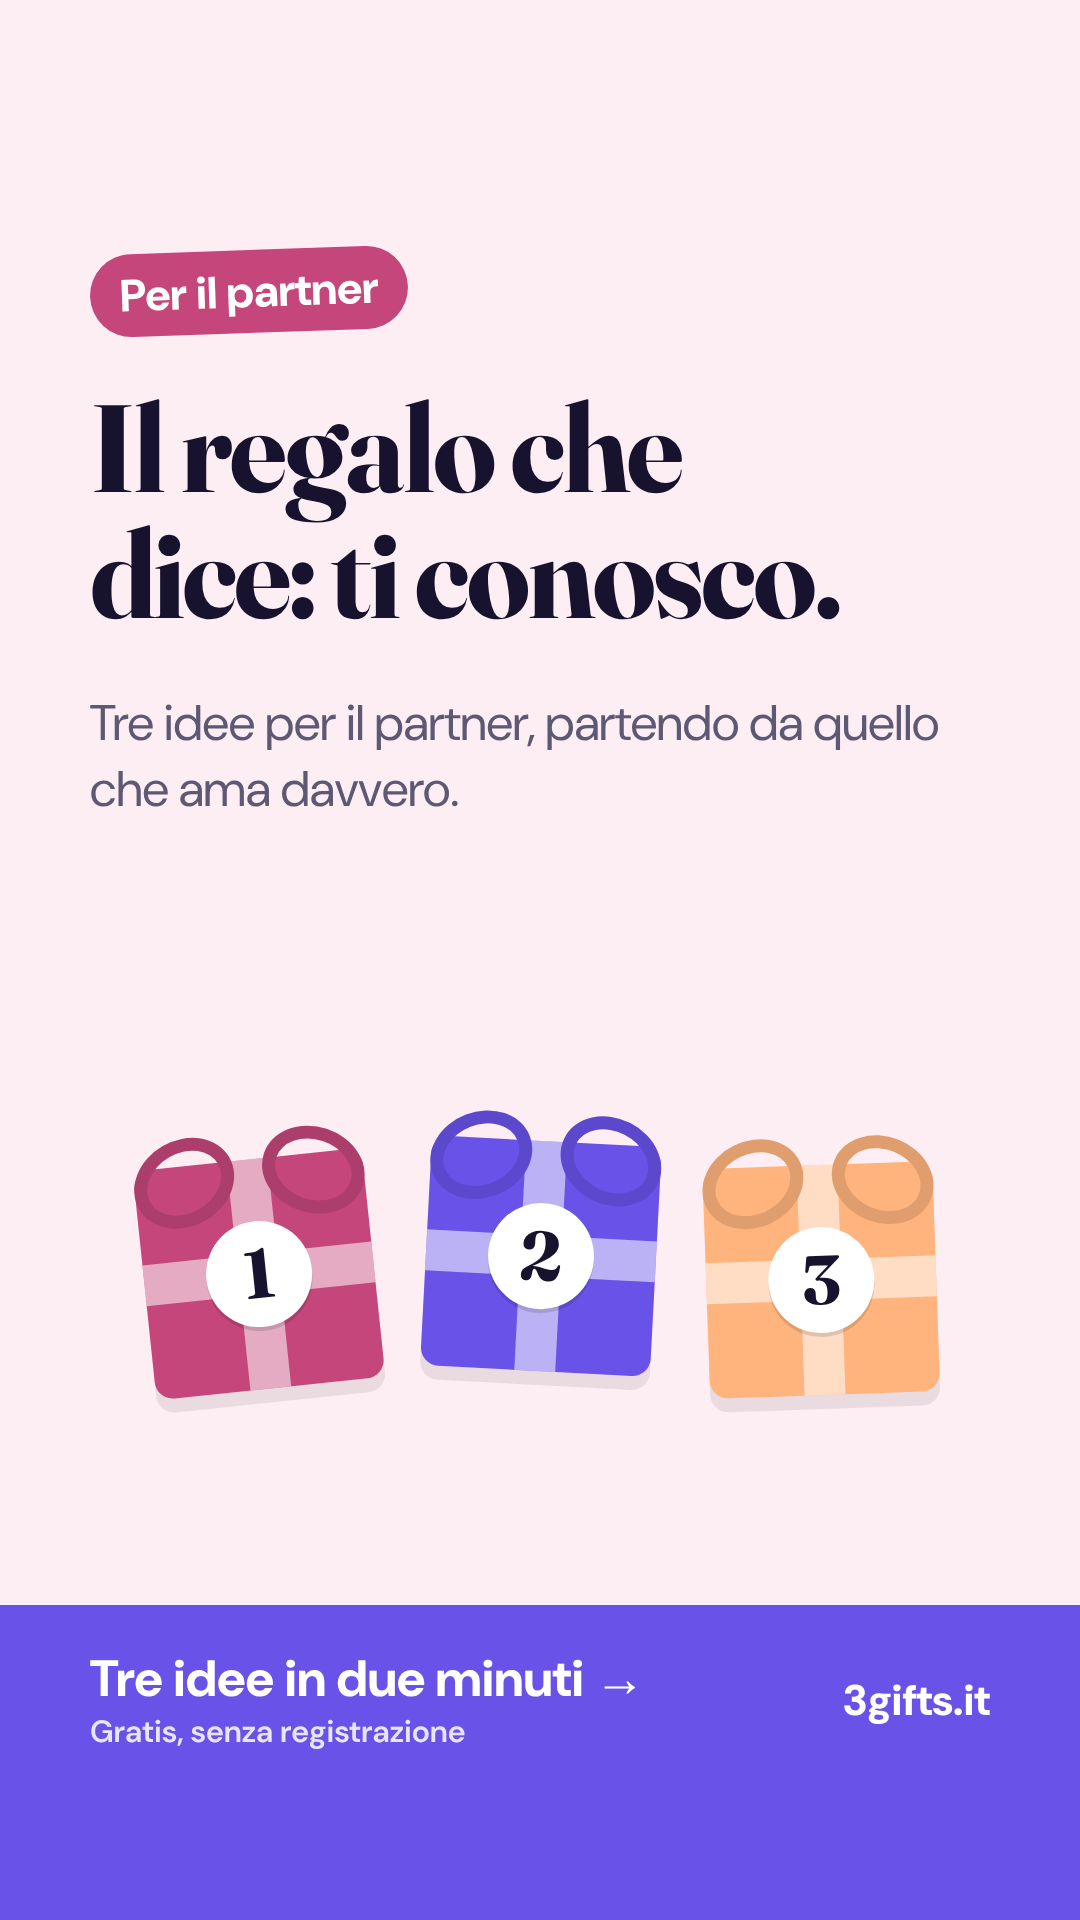 Per il partner
Il regalo che
dice: ti conosco.
Tre idee per il partner, partendo da quello
che ama davvero.
1
2
3
Tre idee in due minuti →
Gratis, senza registrazione
3gifts.it